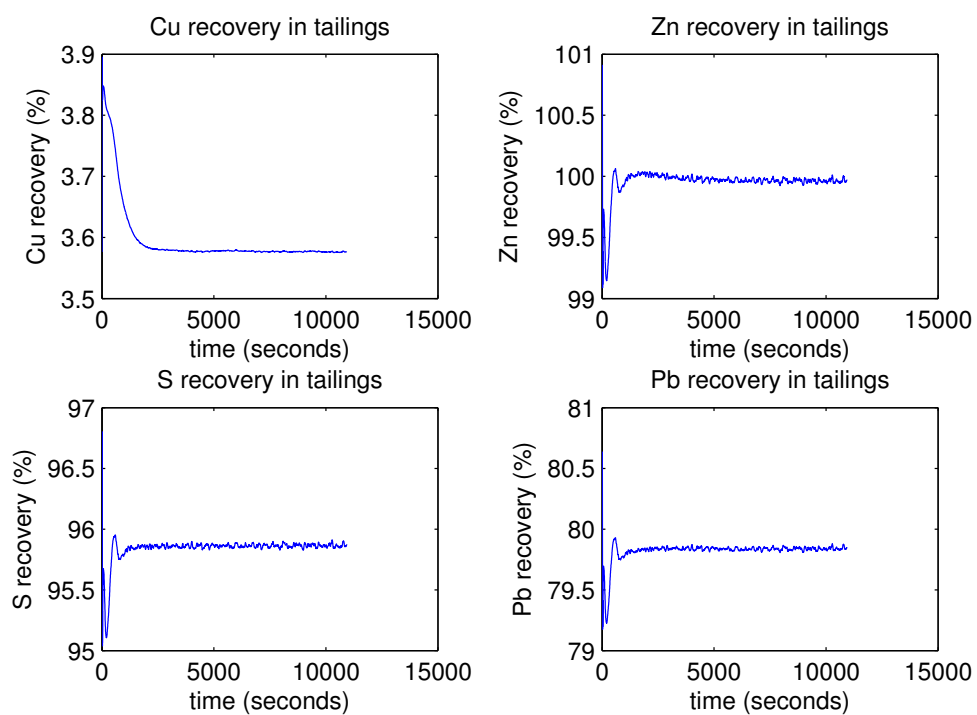 Cu recovery in tailings
Cu recovery (%)
3.9
3.8
3.7
3.6
3.5
0 5000 10000 15000
time (seconds)
Zn recovery in tailings
Zn recovery (%)
101
100.5
100
99.5
99
0 5000 10000 15000
time (seconds)
S recovery in tailings
S recovery (%)
97
96.5
96
95.5
95
0 5000 10000 15000
time (seconds)
Pb recovery in tailings
Pb recovery (%)
81
80.5
80
79.5
79
0 5000 10000 15000
time (seconds)